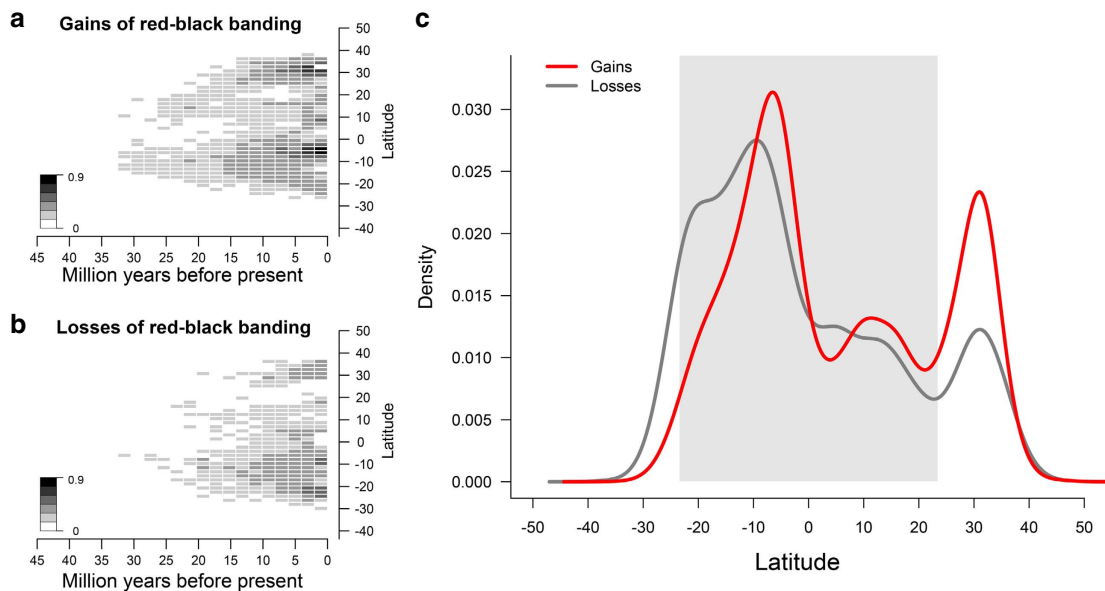 a
Gains of red-black banding
50
40
30
20
10
0
-10
-20
-30
-40
Latitude
0.9
0
45 40 35 30 25 20 15 10 5 0
Million years before present
b
Losses of red-black banding
50
40
30
20
10
0
-10
-20
-30
-40
Latitude
0.9
0
45 40 35 30 25 20 15 10 5 0
Million years before present
c
Gains
Losses
0.030
0.025
0.020
0.015
0.010
0.005
0.000
Density
-50 -40 -30 -20 -10 0 10 20 30 40 50
Latitude